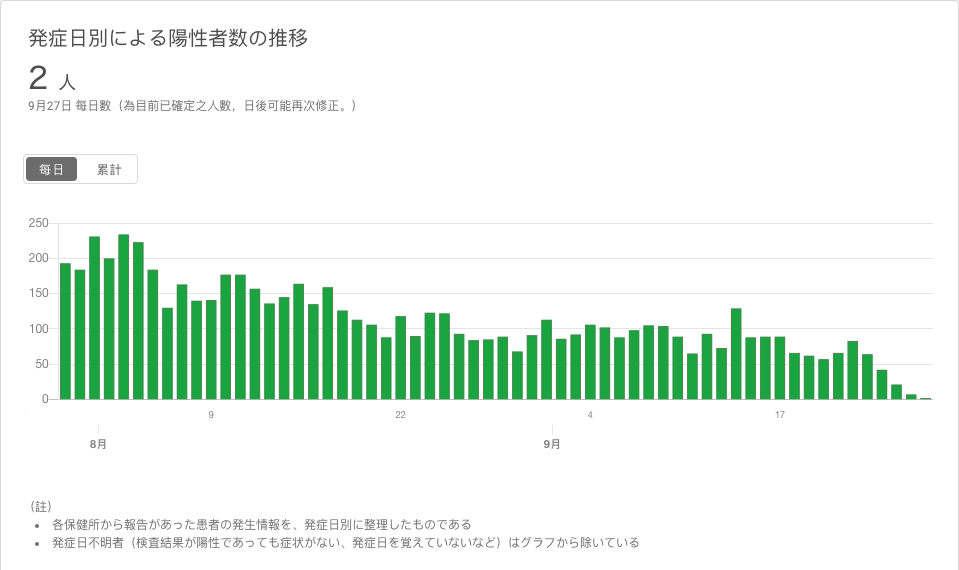 発症日別による陽性者数の推移
2 人
9月27日 每日數（為目前已確定之人數，日後可能再次修正。）
每日 累計
250
200
150
100
50
0
9 22 4 17
8月 9月
（註）
• 各保健所から報告があった患者の発生情報を、発症日別に整理したものである
• 発症日不明者（検査結果が陽性であっても症状がない、発症日を覚えていないなど）はグラフから除いている